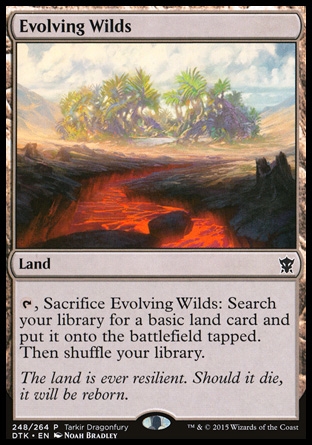 Evolving Wilds
Land
, Sacrifice Evolving Wilds: Search
your library for a basic land card and
put it onto the battlefield tapped.
Then shuffle your library.
The land is ever resilient. Should it die,
it will be reborn.
248/264 P Tarkir Dragonfury
DTK • EN Noah Bradley
™ & © 2015 Wizards of the Coast